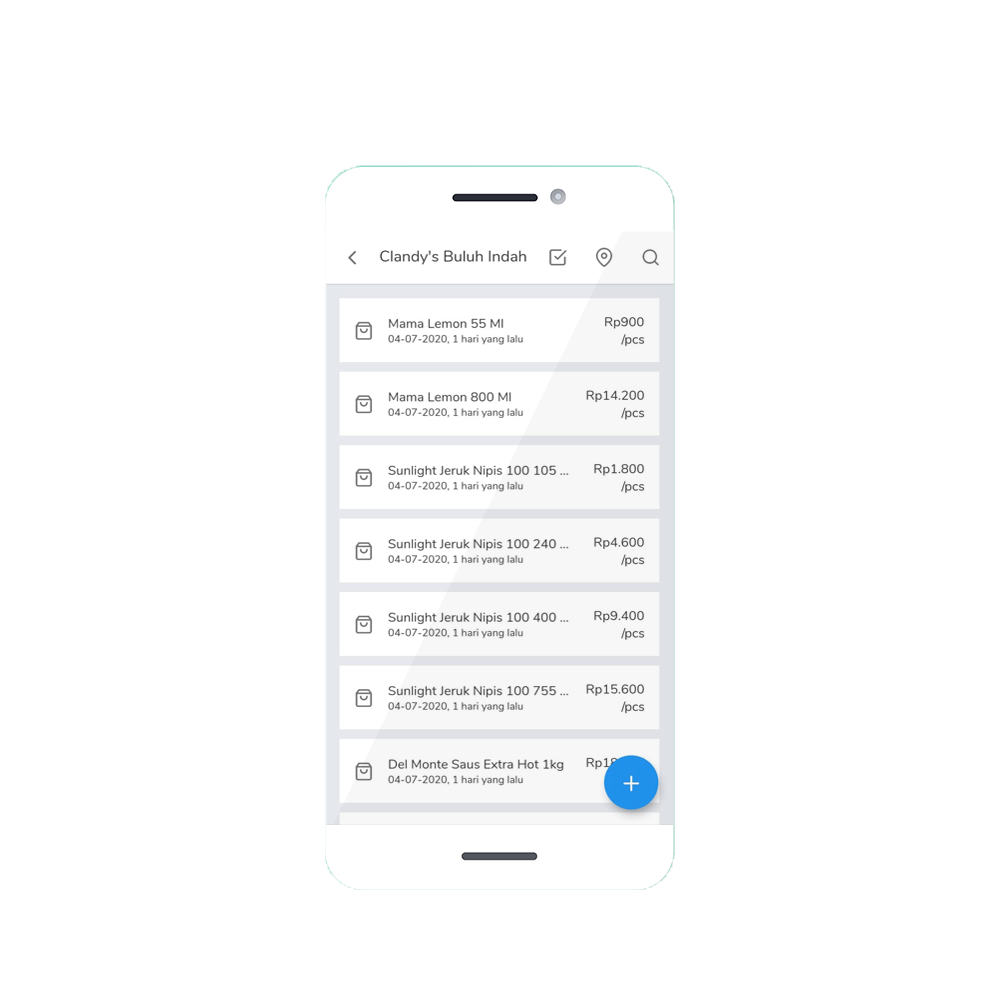 Clandy's Buluh Indah
Mama Lemon 55 Ml
Rp900
04-07-2020, 1 hari yang lalu
/pcs
Mama Lemon 800 Ml
Rp14.200
04-07-2020, 1 hari yang lalu
/pcs
Sunlight Jeruk Nipis 100 105 ...
Rp1.800
04-07-2020, 1 hari yang lalu
/pcs
Sunlight Jeruk Nipis 100 240 ...
Rp4.600
04-07-2020, 1 hari yang lalu
/pcs
Sunlight Jeruk Nipis 100 400 ...
Rp9.400
04-07-2020, 1 hari yang lalu
/pcs
Sunlight Jeruk Nipis 100 755 ...
Rp15.600
04-07-2020, 1 hari yang lalu
/pcs
Del Monte Saus Extra Hot 1kg
04-07-2020, 1 hari yang lalu